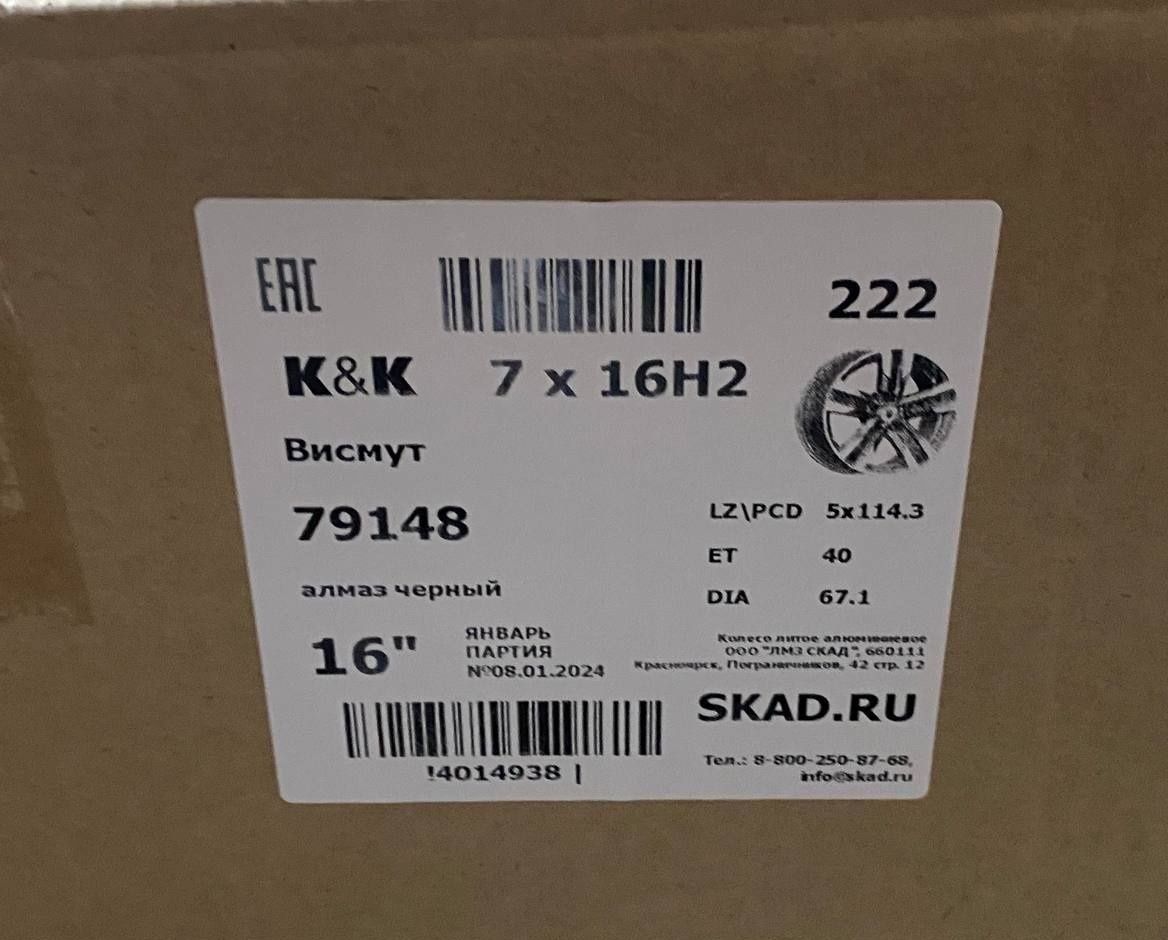 EAC
222
K&K 7 x 16H2
Висмут
79148
LZ\PCD 5x114.3
ET 40
DIA 67.1
алмаз черный
16"
ЯНВАРЬ
ПАРТИЯ
№08.01.2024
Колесо литое алюминиевое
ООО "ЛМЗ СКАД", 660111
Красноярск, Пограничников, 42 стр. 12
SKAD.RU
Тел.: 8-800-250-87-68,
info@skad.ru
!4014938 |